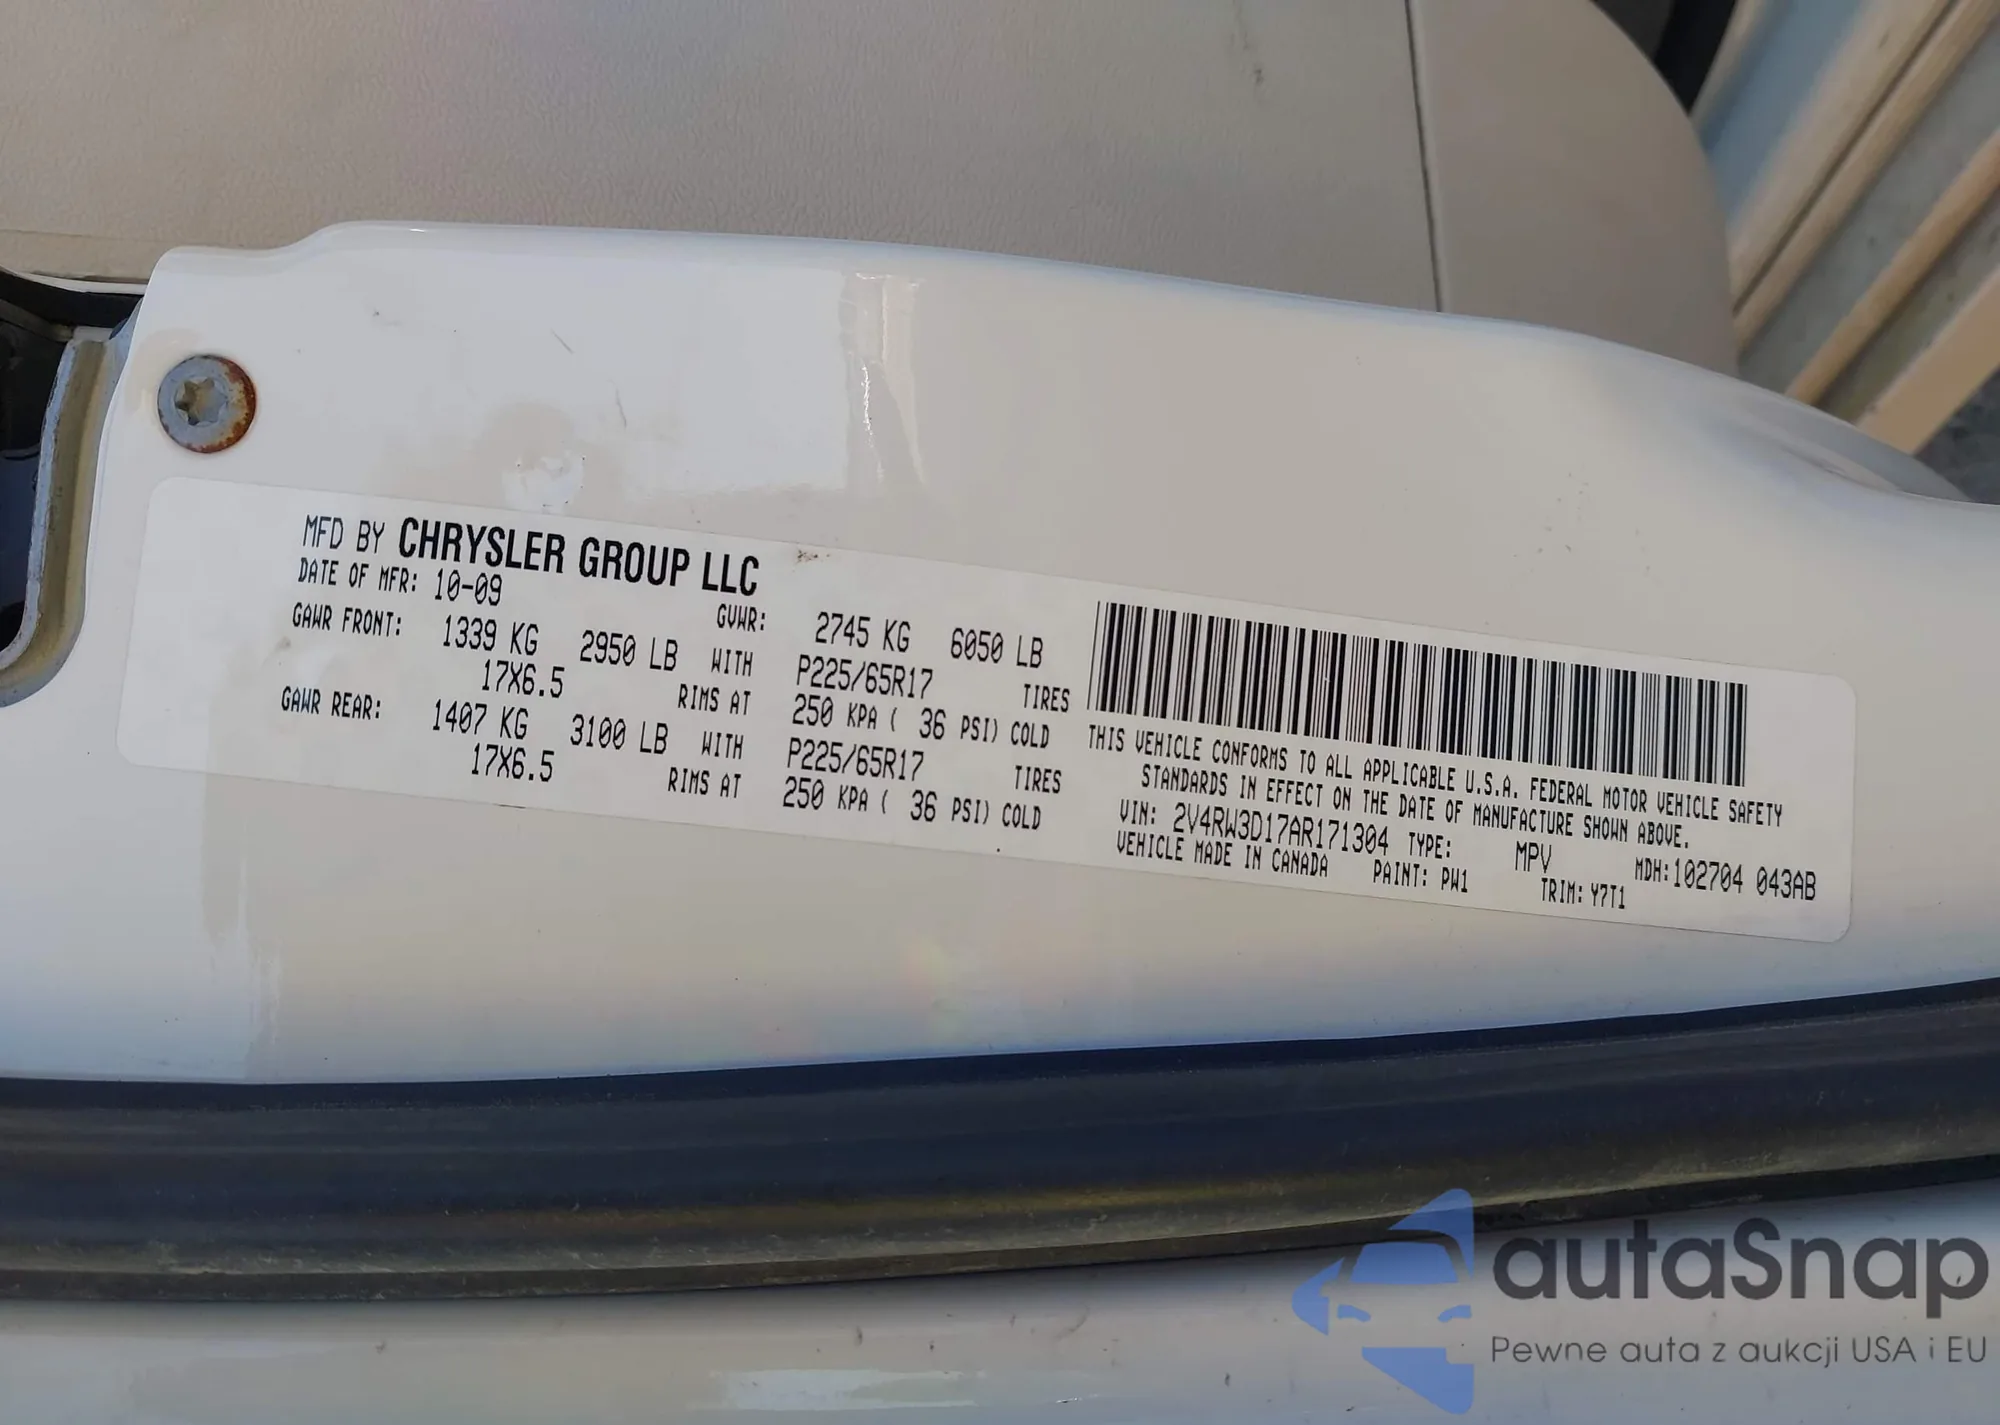 MFD BY CHRYSLER GROUP LLC
DATE OF MFR: 10-09 GVWR: 2745 KG 6050 LB
GAWR FRONT: 1339 KG 2950 LB WITH P225/65R17 TIRES
17X6.5 RIMS AT 250 KPA ( 36 PSI) COLD
GAWR REAR: 1407 KG 3100 LB WITH P225/65R17 TIRES
17X6.5 RIMS AT 250 KPA ( 36 PSI) COLD
THIS VEHICLE CONFORMS TO ALL APPLICABLE U.S.A. FEDERAL MOTOR VEHICLE SAFETY
STANDARDS IN EFFECT ON THE DATE OF MANUFACTURE SHOWN ABOVE.
VIN: 2V4RW3D17AR171304 TYPE: MPV MDH:102704 043AB
VEHICLE MADE IN CANADA PAINT: PW1 TRIM: Y7T1
autaSnap
Pewne auta z aukcji USA i EU